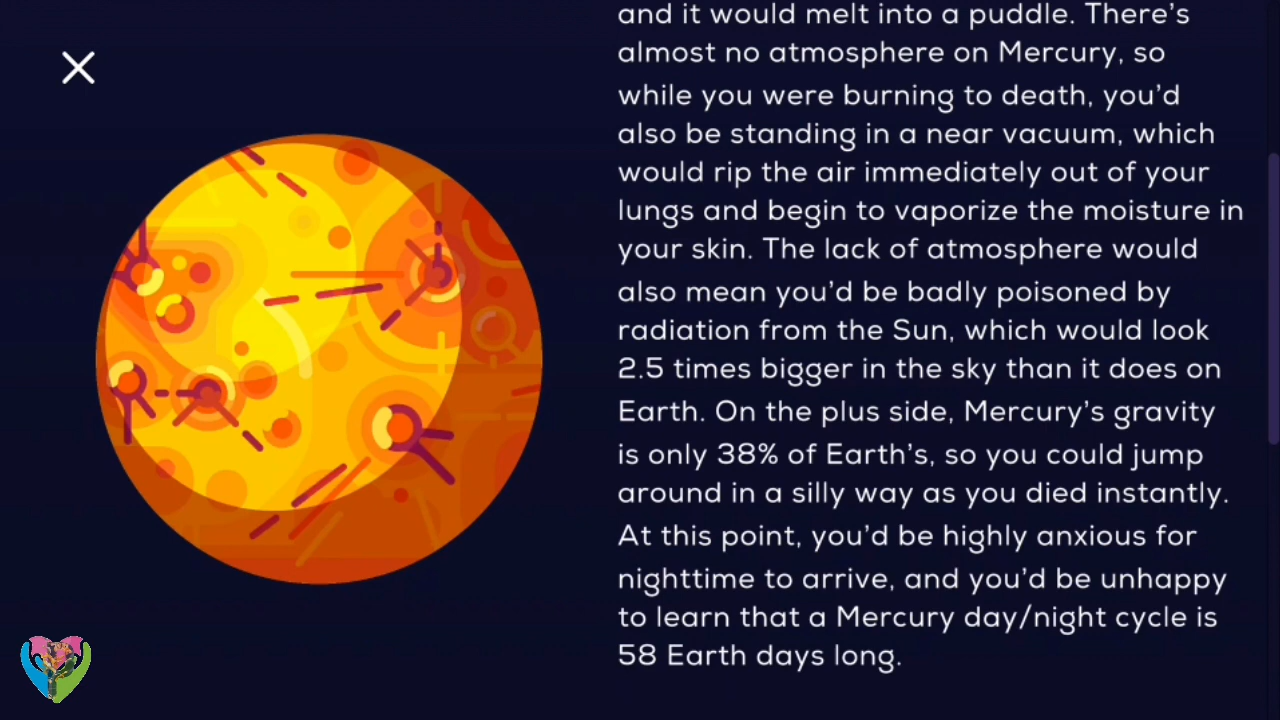 and it would melt into a puddle. There's
almost no atmosphere on Mercury, so
while you were burning to death, you'd
also be standing in a near vacuum, which
would rip the air immediately out of your
lungs and begin to vaporize the moisture in
your skin. The lack of atmosphere would
also mean you'd be badly poisoned by
radiation from the Sun, which would look
2.5 times bigger in the sky than it does on
Earth. On the plus side, Mercury's gravity
is only 38% of Earth's, so you could jump
around in a silly way as you died instantly.
At this point, you'd be highly anxious for
nighttime to arrive, and you'd be unhappy
to learn that a Mercury day/night cycle is
58 Earth days long.